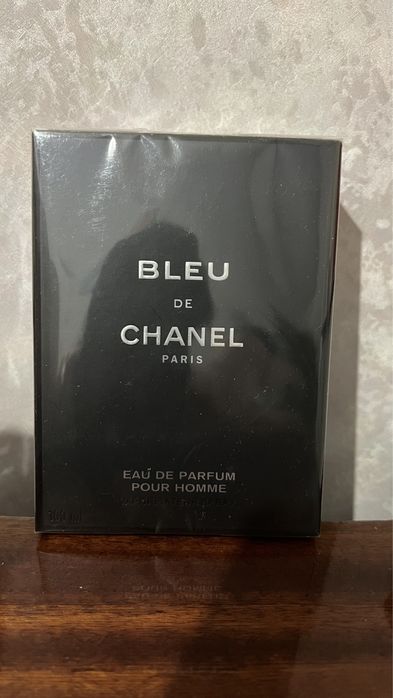 BLEU
DE
CHANEL
PARIS
EAU DE PARFUM
POUR HOMME